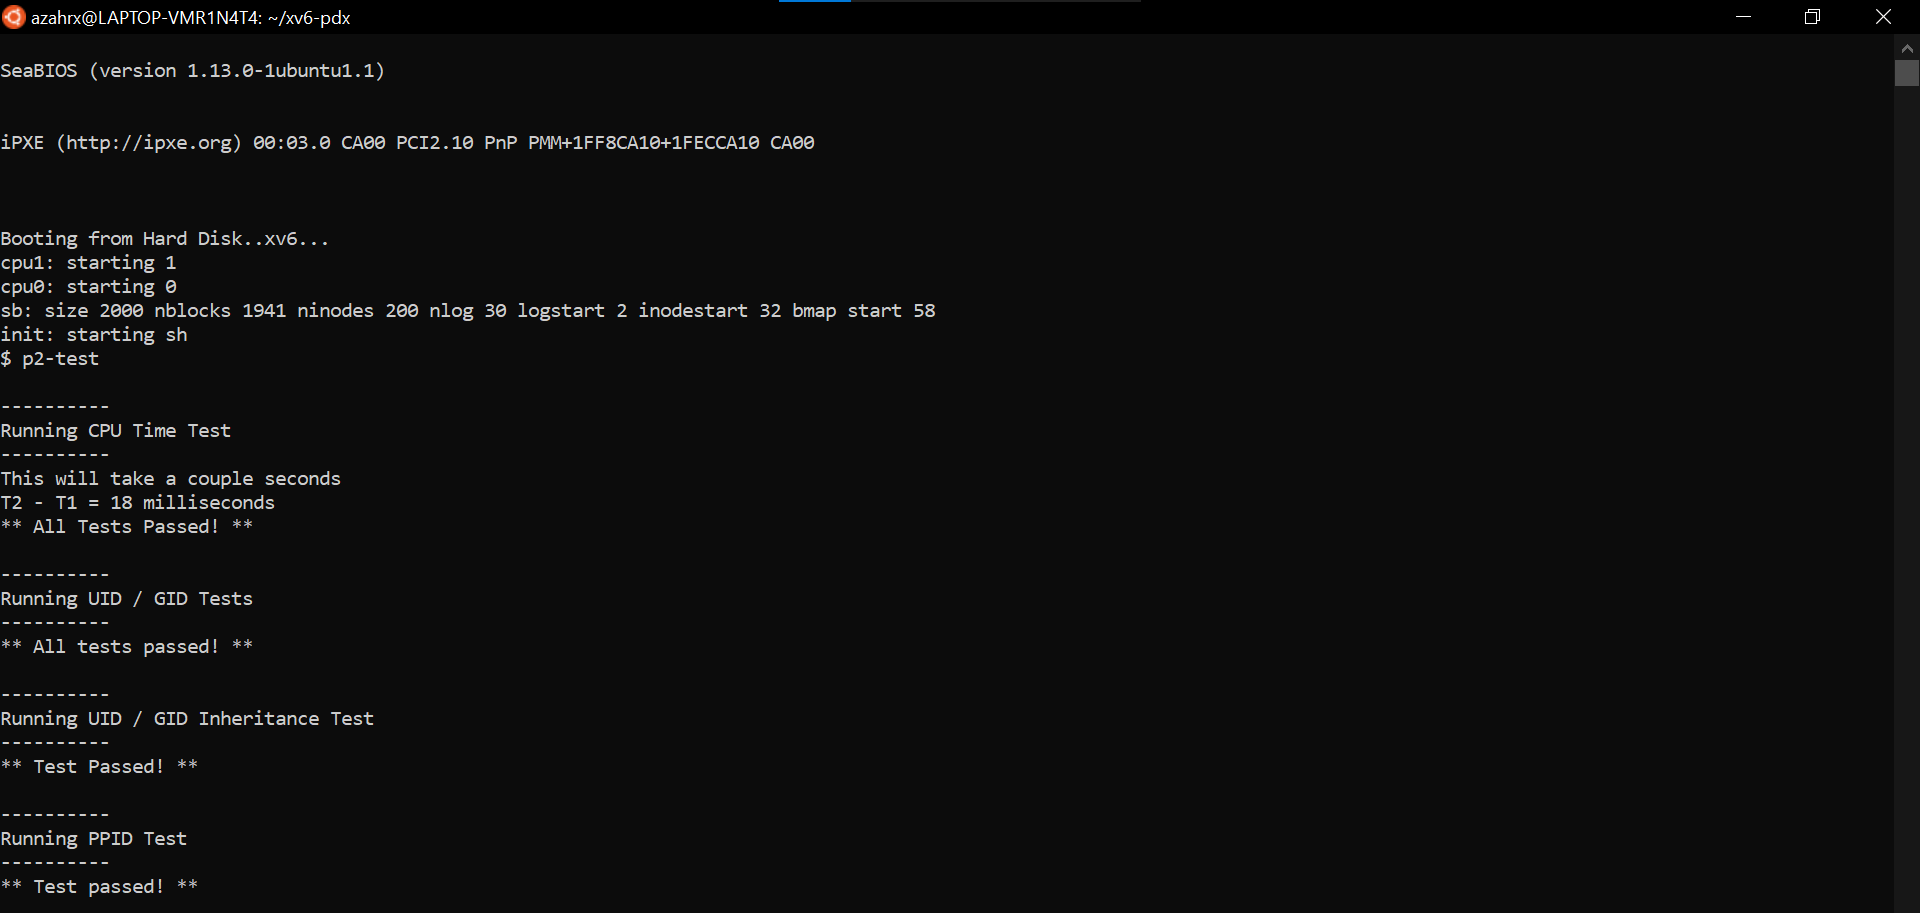 azahrx@LAPTOP-VMR1N4T4: ~/xv6-pdx
SeaBIOS (version 1.13.0-1ubuntu1.1)
iPXE (http://ipxe.org) 00:03.0 CA00 PCI2.10 PnP PMM+1FF8CA10+1FECCA10 CA00
Booting from Hard Disk..xv6...
cpu1: starting 1
cpu0: starting 0
sb: size 2000 nblocks 1941 ninodes 200 nlog 30 logstart 2 inodestart 32 bmap start 58
init: starting sh
$ p2-test
----------
Running CPU Time Test
----------
This will take a couple seconds
T2 - T1 = 18 milliseconds
** All Tests Passed! **
----------
Running UID / GID Tests
----------
** All tests passed! **
----------
Running UID / GID Inheritance Test
----------
** Test Passed! **
----------
Running PPID Test
----------
** Test passed! **